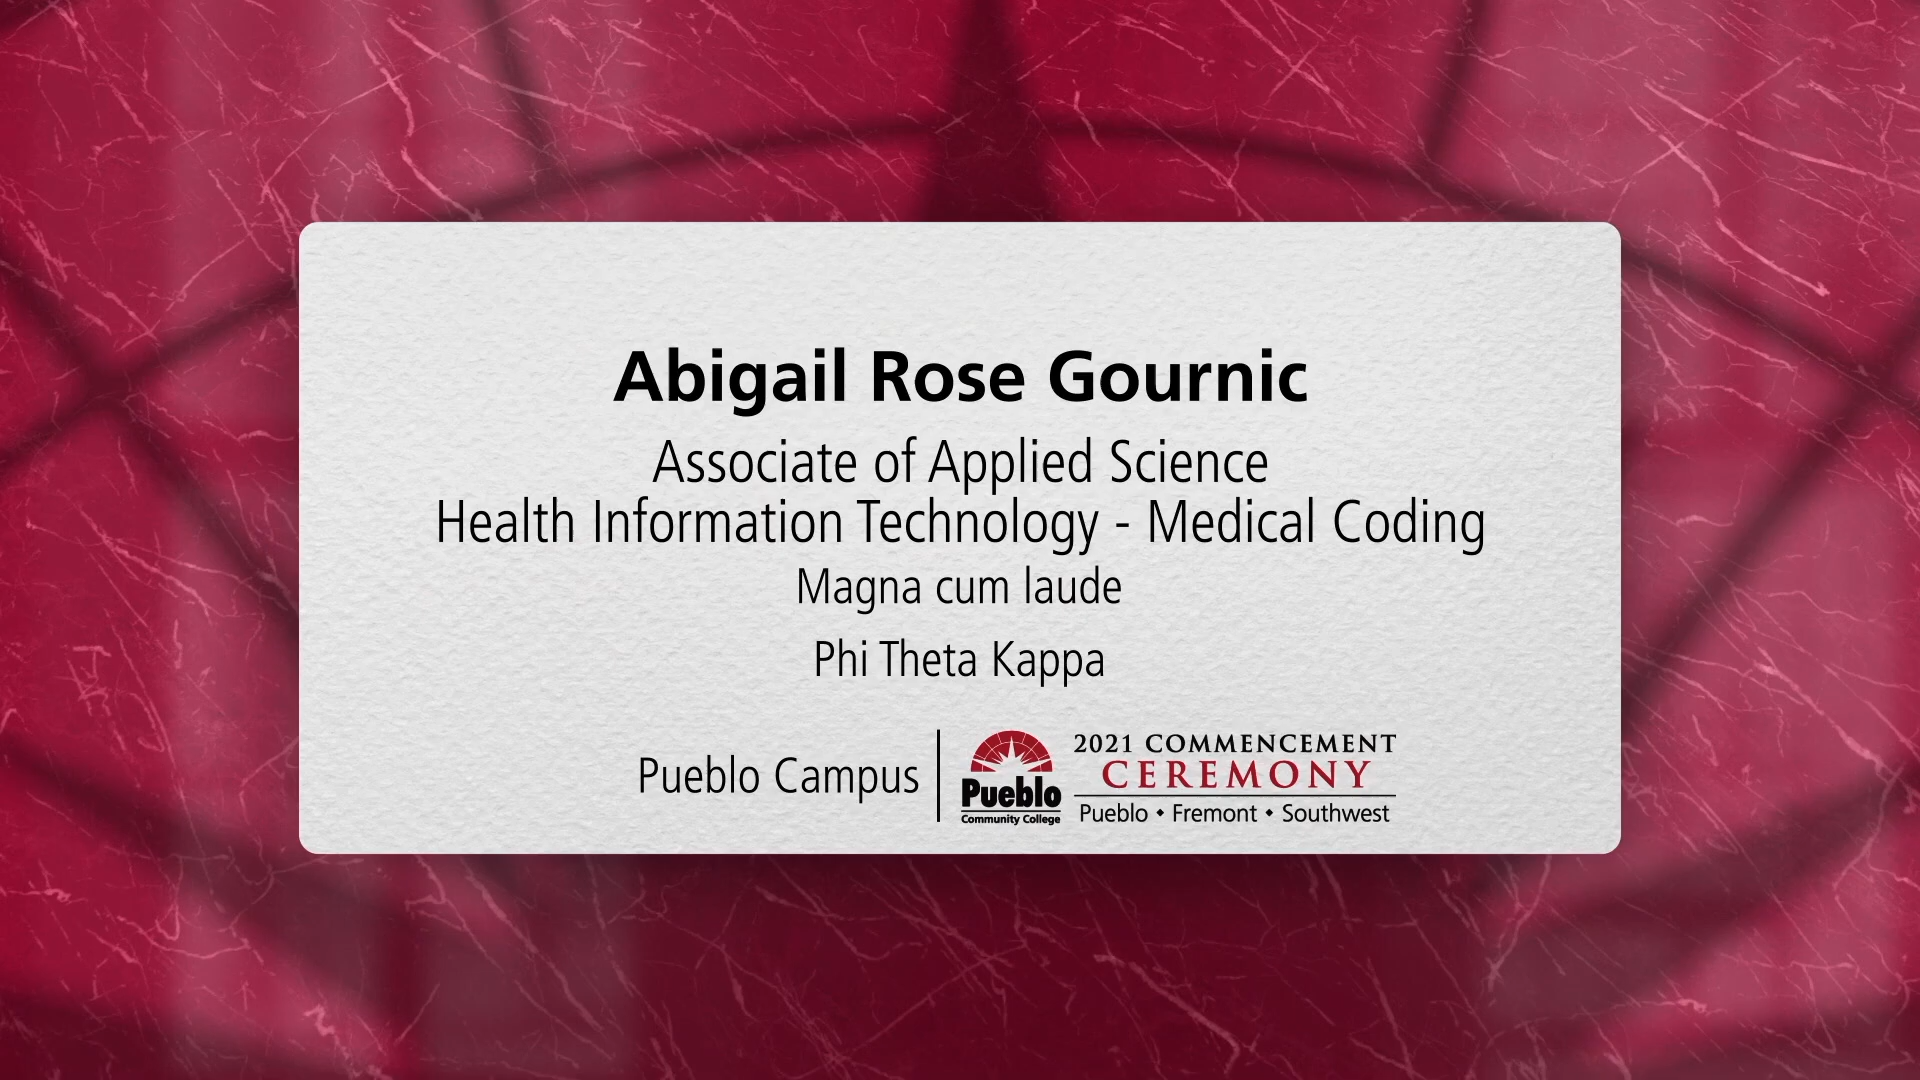 Abigail Rose Gournic
Associate of Applied Science
Health Information Technology - Medical Coding
Magna cum laude
Phi Theta Kappa
Pueblo Campus
Pueblo
Community College
2021 COMMENCEMENT
CEREMONY
Pueblo • Fremont • Southwest